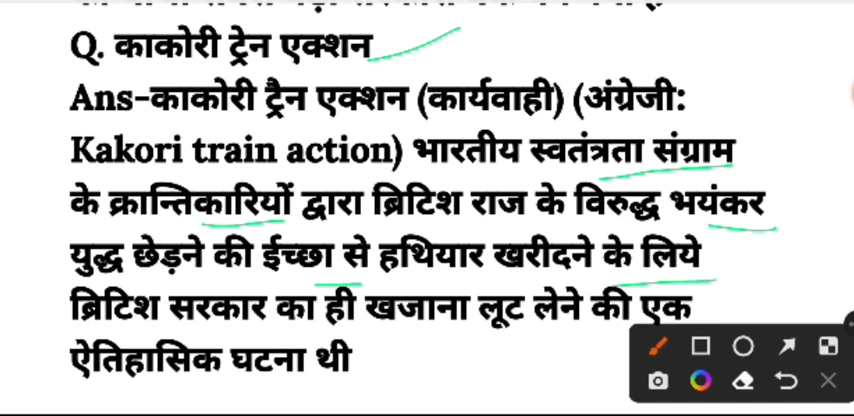 Q. काकोरी ट्रेन एक्शन
Ans-काकोरी ट्रैन एक्शन (कार्यवाही) (अंग्रेजी:
Kakori train action) भारतीय स्वतंत्रता संग्राम
के क्रान्तिकारियों द्वारा ब्रिटिश राज के विरुद्ध भयंकर
युद्ध छेड़ने की ईच्छा से हथियार खरीदने के लिये
ब्रिटिश सरकार का ही खजाना लूट लेने की एक
ऐतिहासिक घटना थी